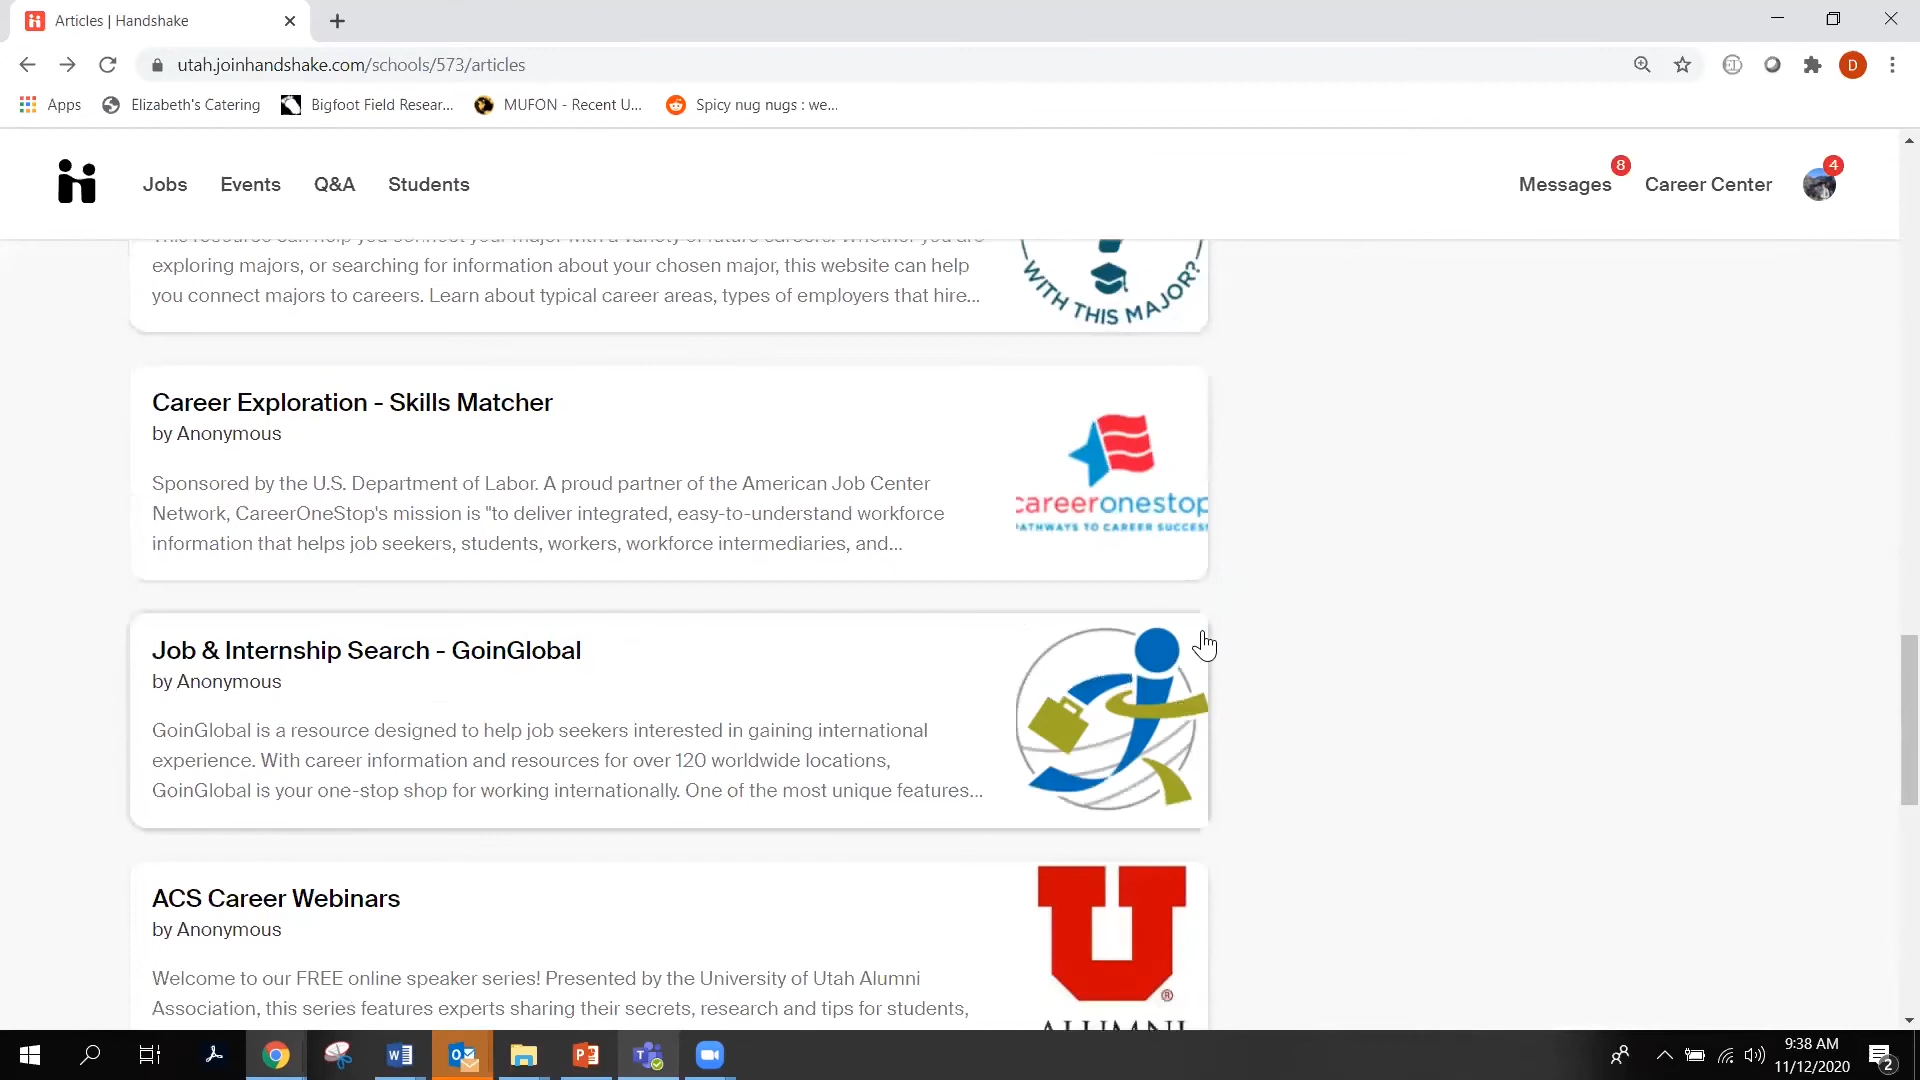 Articles | Handshake
utah.joinhandshake.com/schools/573/articles
D
Apps Elizabeth's Catering Bigfoot Field Resear... MUFON - Recent U... Spicy nug nugs : we...
Jobs Events Q&A Students Messages 8 Career Center 4
exploring majors, or searching for information about your chosen major, this website can help
you connect majors to careers. Learn about typical career areas, types of employers that hire...
WITH THIS MAJOR?
Career Exploration - Skills Matcher
by Anonymous
Sponsored by the U.S. Department of Labor. A proud partner of the American Job Center
Network, CareerOneStop's mission is "to deliver integrated, easy-to-understand workforce
information that helps job seekers, students, workers, workforce intermediaries, and...
careeronestop
PATHWAYS TO CAREER SUCCESS
Job & Internship Search - GoinGlobal
by Anonymous
GoinGlobal is a resource designed to help job seekers interested in gaining international
experience. With career information and resources for over 120 worldwide locations,
GoinGlobal is your one-stop shop for working internationally. One of the most unique features...
ACS Career Webinars
by Anonymous
Welcome to our FREE online speaker series! Presented by the University of Utah Alumni
Association, this series features experts sharing their secrets, research and tips for students,
U
ALUMNI
9:38 AM
11/12/2020
2